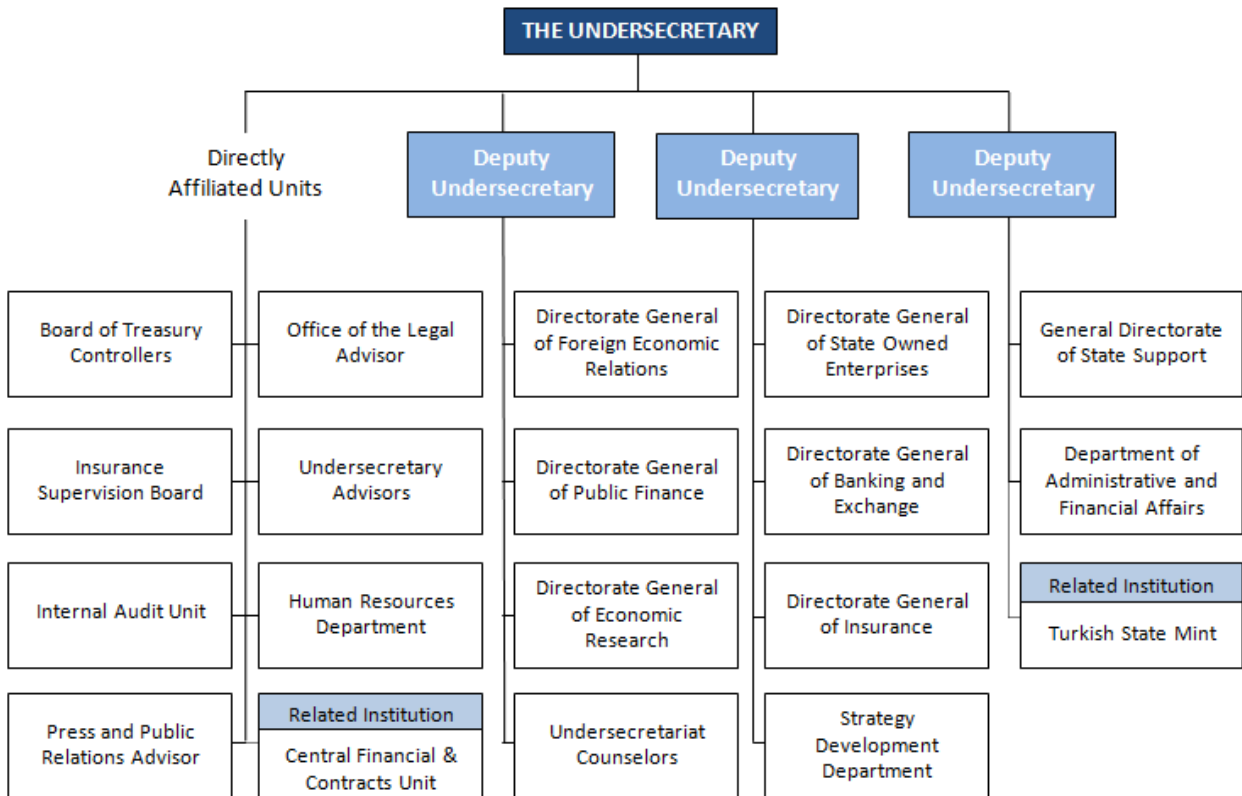 THE UNDERSECRETARY
Directly
Affiliated Units
Deputy
Undersecretary
Deputy
Undersecretary
Deputy
Undersecretary
Board of Treasury
Controllers
Office of the Legal
Advisor
Directorate General
of Foreign Economic
Relations
Directorate General
of State Owned
Enterprises
General Directorate
of State Support
Insurance
Supervision Board
Undersecretary
Advisors
Directorate General
of Public Finance
Directorate General
of Banking and
Exchange
Department of
Administrative and
Financial Affairs
Internal Audit Unit
Human Resources
Department
Directorate General
of Economic
Research
Directorate General
of Insurance
Related Institution
Turkish State Mint
Press and Public
Relations Advisor
Related Institution
Central Financial &
Contracts Unit
Undersecretariat
Counselors
Strategy
Development
Department